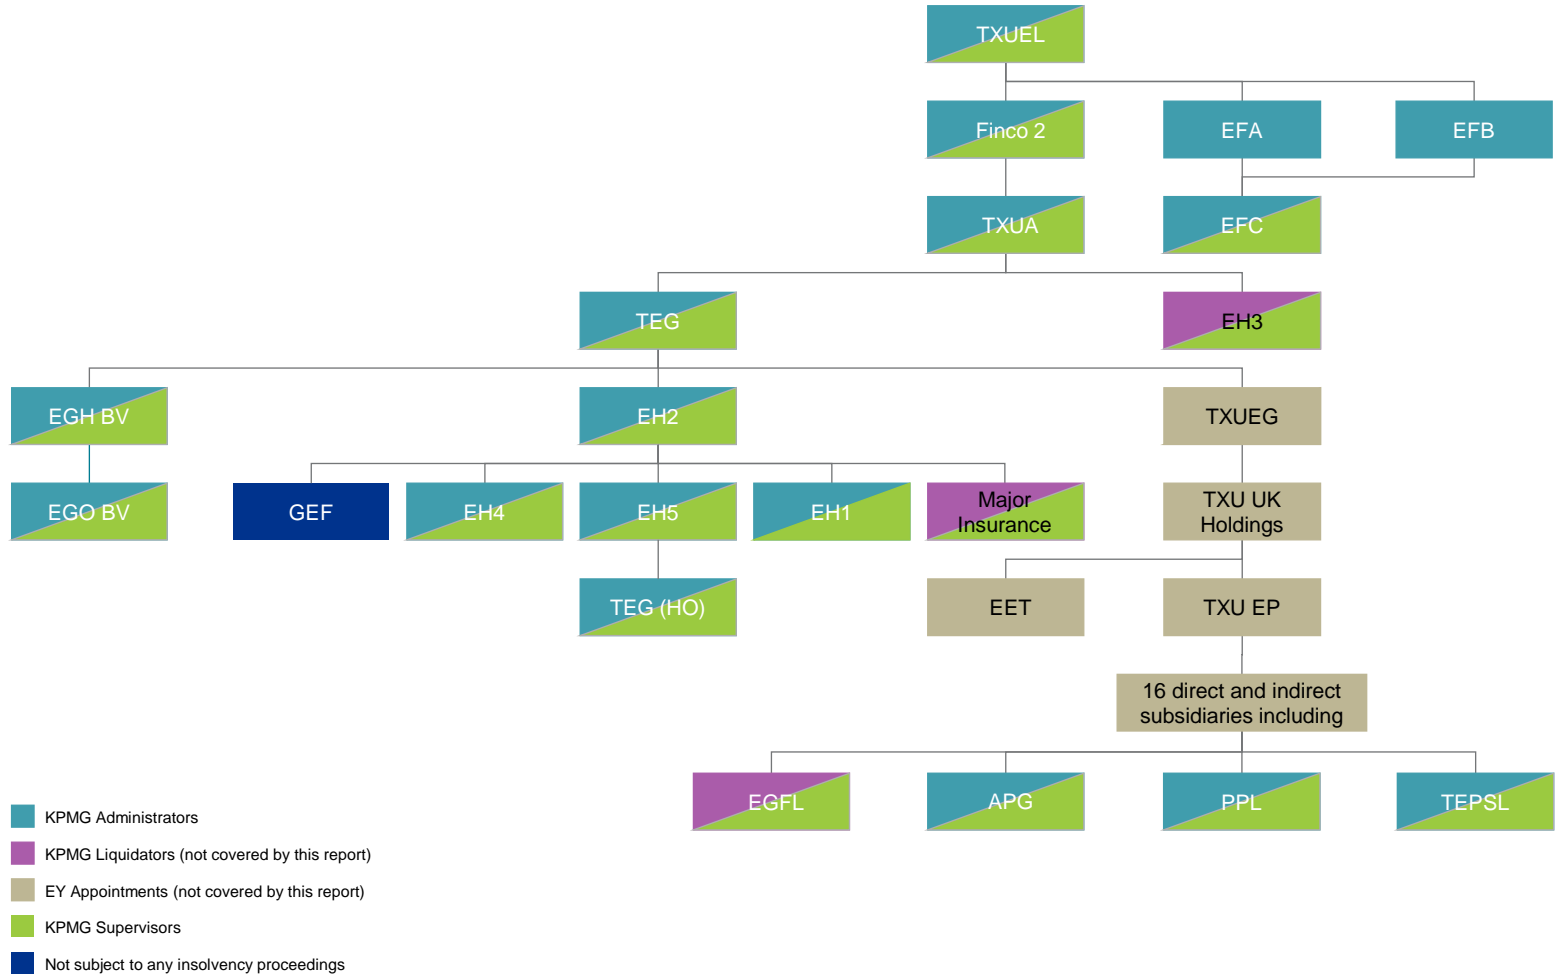 TXUEL
Finco 2
EFA
EFB
TXUA
EFC
TEG
EH3
EGH BV
EH2
TXUEG
EGO BV
GEF
EH4
EH5
EH1
Major
Insurance
TXU UK
Holdings
TEG (HO)
EET
TXU EP
16 direct and indirect
subsidiaries including
EGFL
APG
PPL
TEPSL
KPMG Administrators
KPMG Liquidators (not covered by this report)
EY Appointments (not covered by this report)
KPMG Supervisors
Not subject to any insolvency proceedings